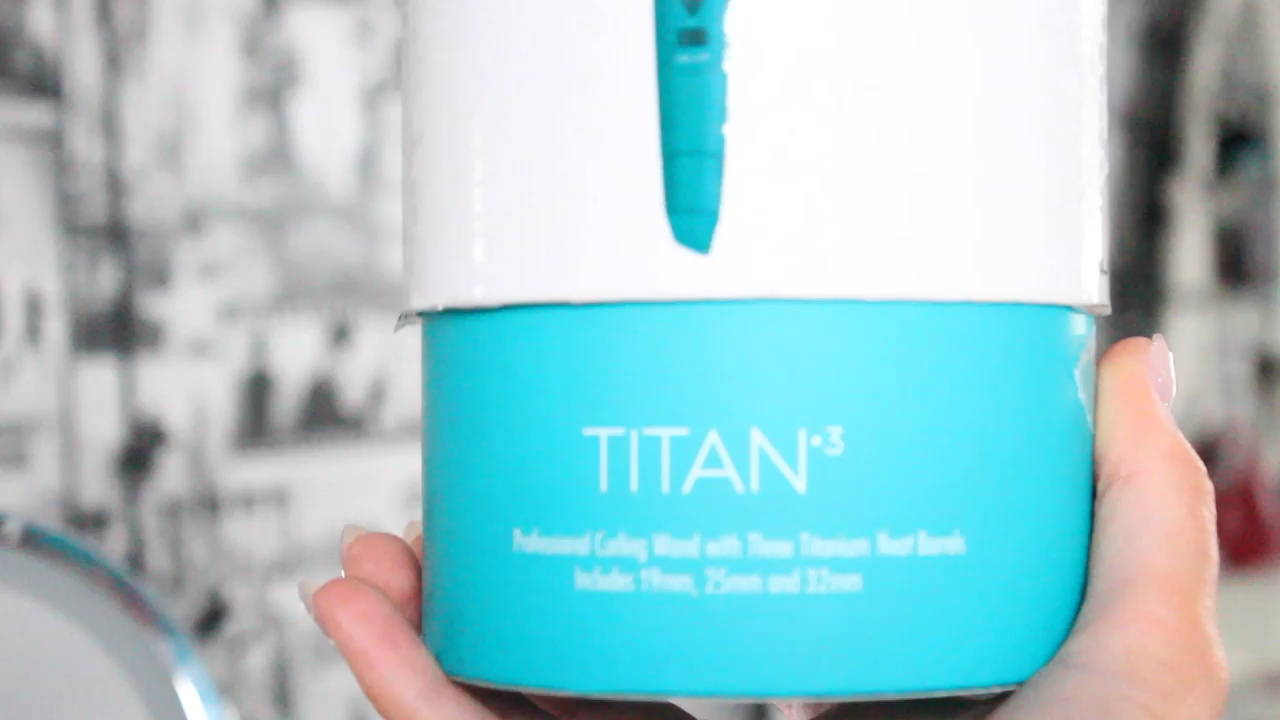 TITAN•3
Professional Curling Wand with Three Titanium Heat Barrels
Includes 19mm, 25mm and 32mm